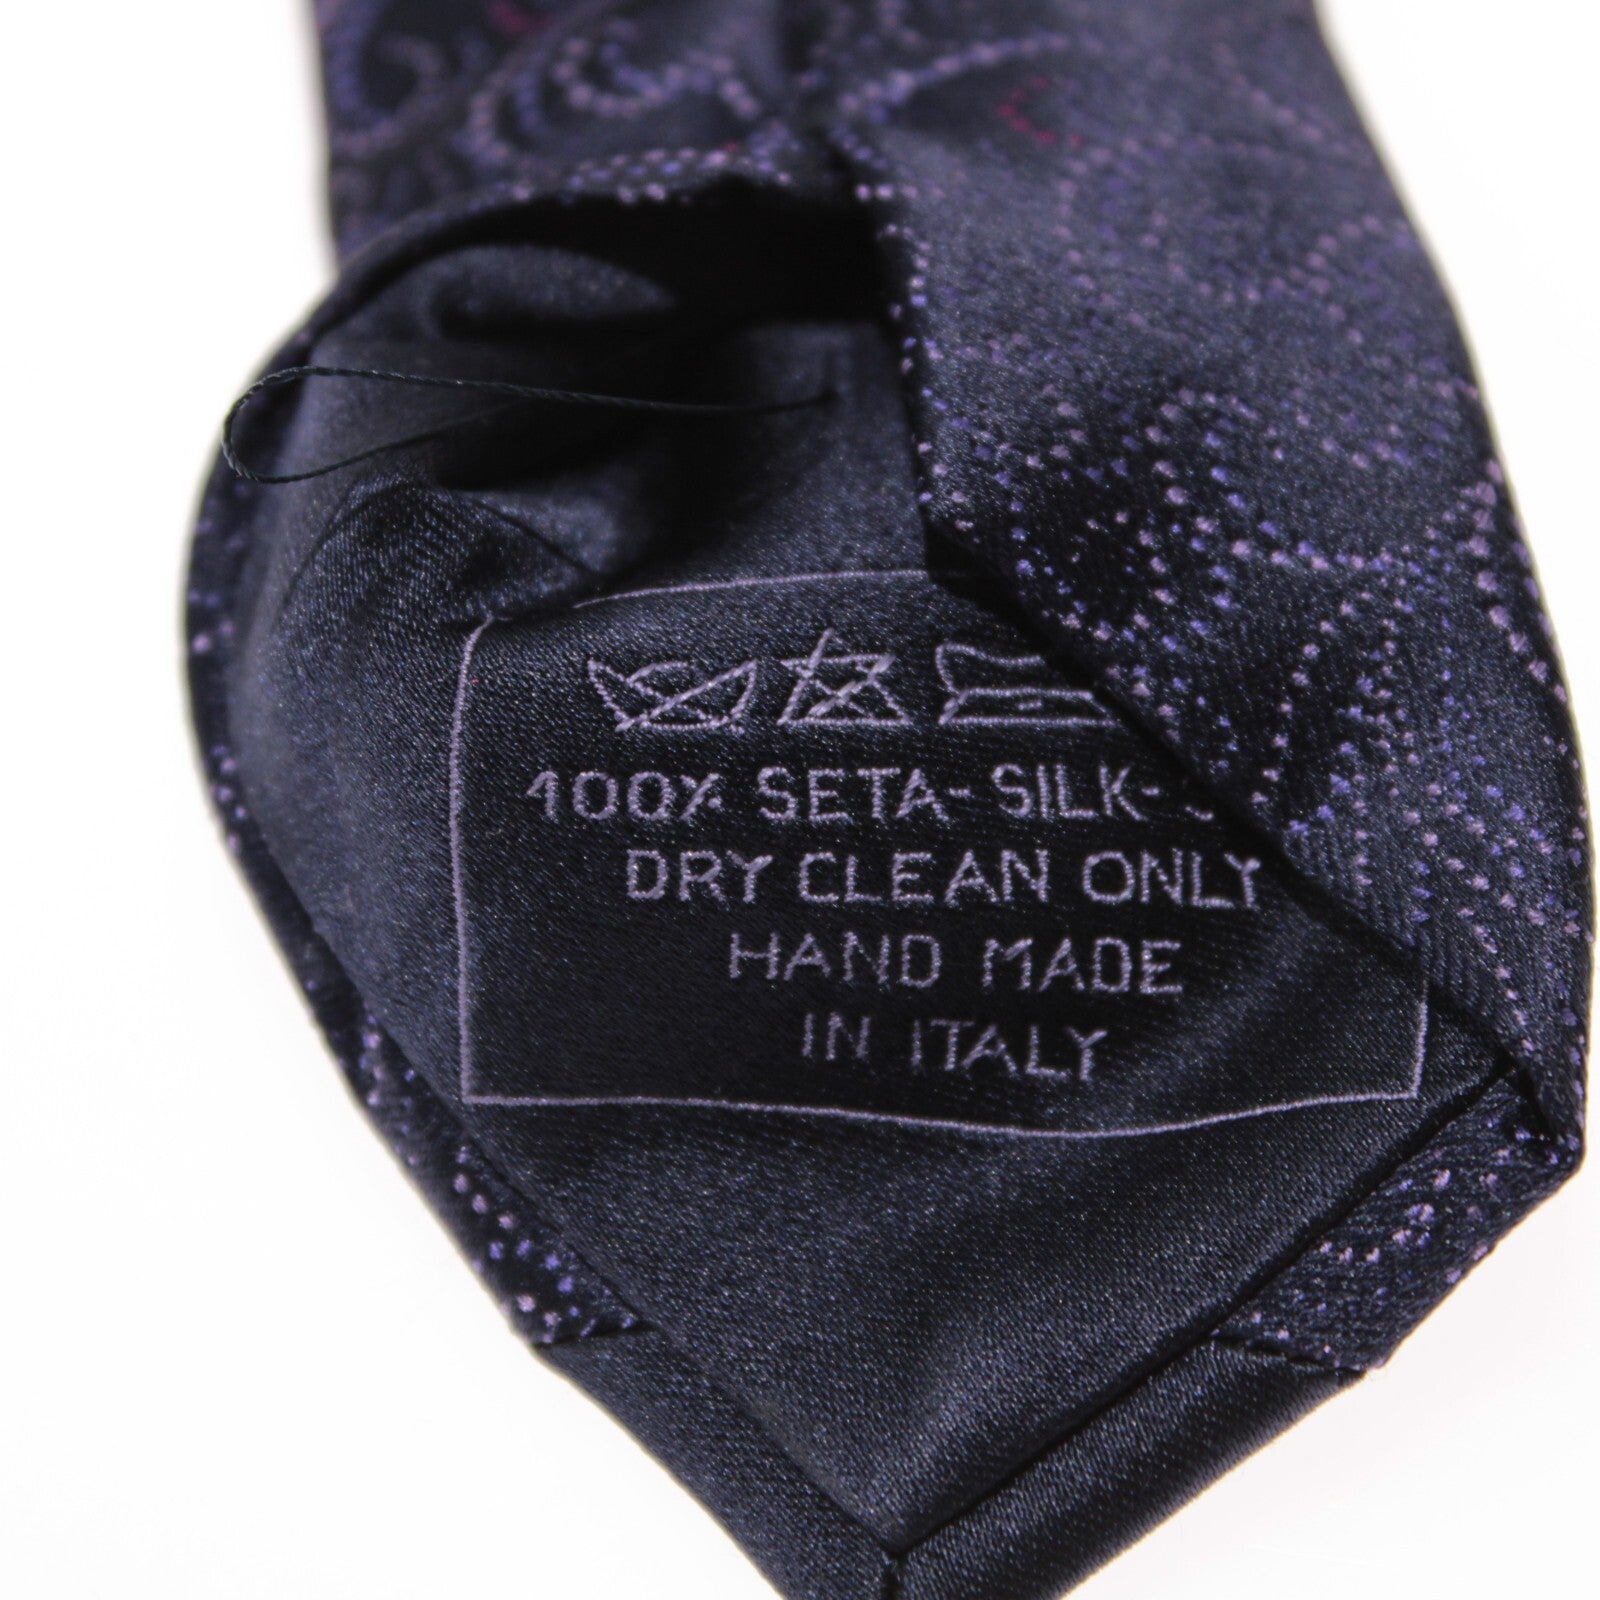 100% SETA- SILK-
DRY CLEAN ONLY
HAND MADE
IN ITALY